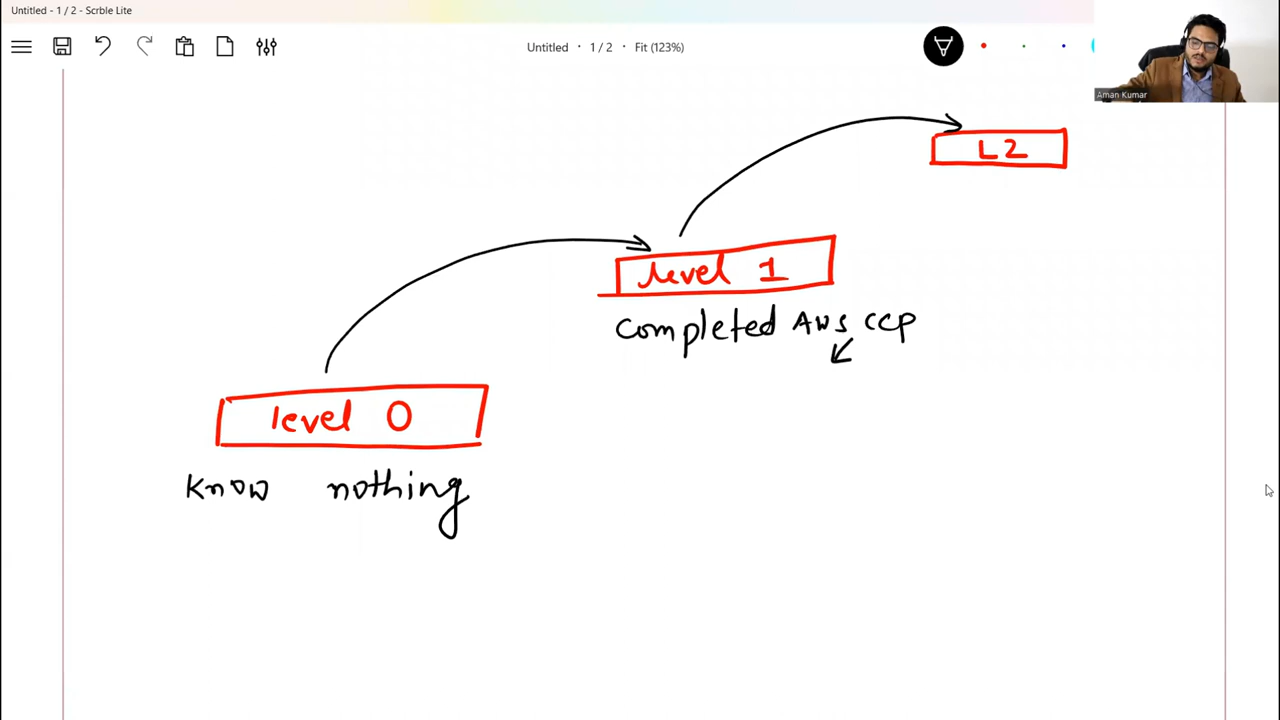 Untitled - 1 / 2 - Scrble Lite
Untitled • 1 / 2 • Fit (123%)
Aman Kumar
L2
level 1
completed AWS CCP
level 0
Know nothing